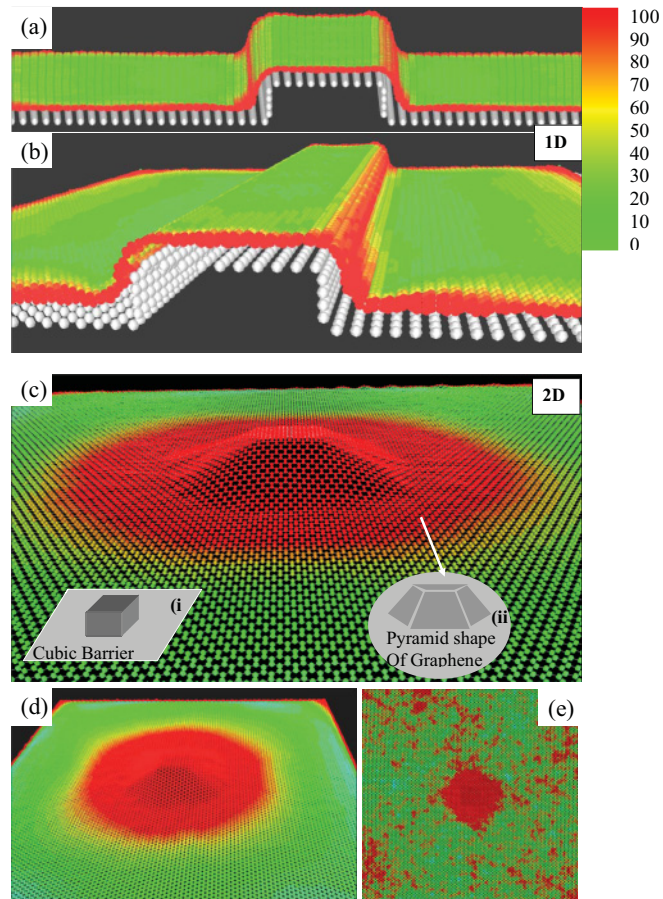 (a)
100
90
80
70
60
50
40
30
20
10
0
1D
(b)
(c)
2D
(i
Cubic Barrier
(ii
Pyramid shape
Of Graphene
(d)
(e)